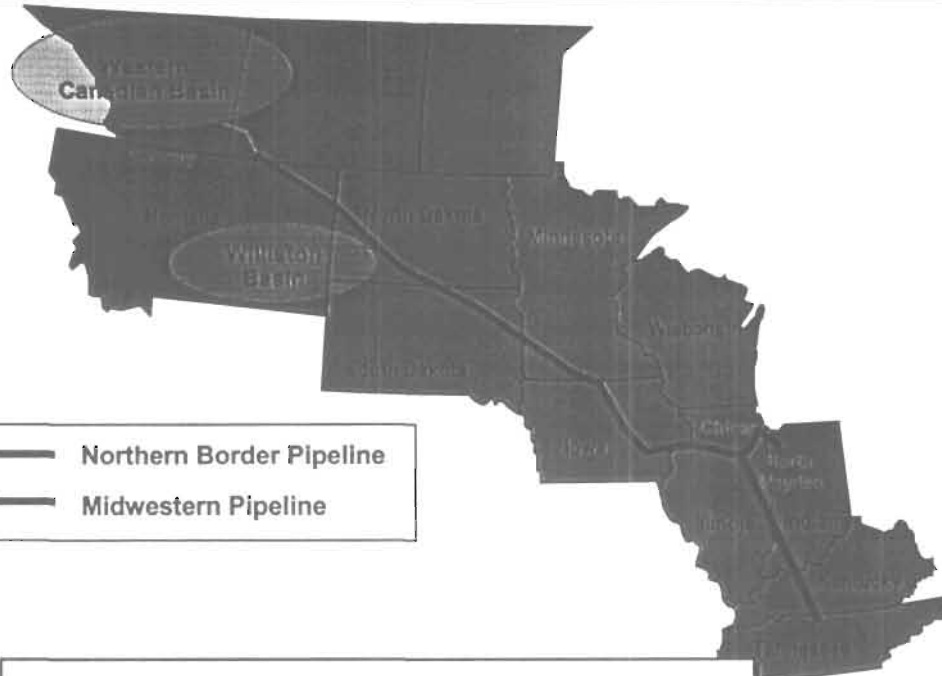 Western
Canadian Basin
Montana
North Dakota
Williston
Basin
Minnesota
Wisconsin
South Dakota
Iowa
Chicago
North
Hayden
Illinois
Indiana
Kentucky
Tennessee
Northern Border Pipeline
Midwestern Pipeline